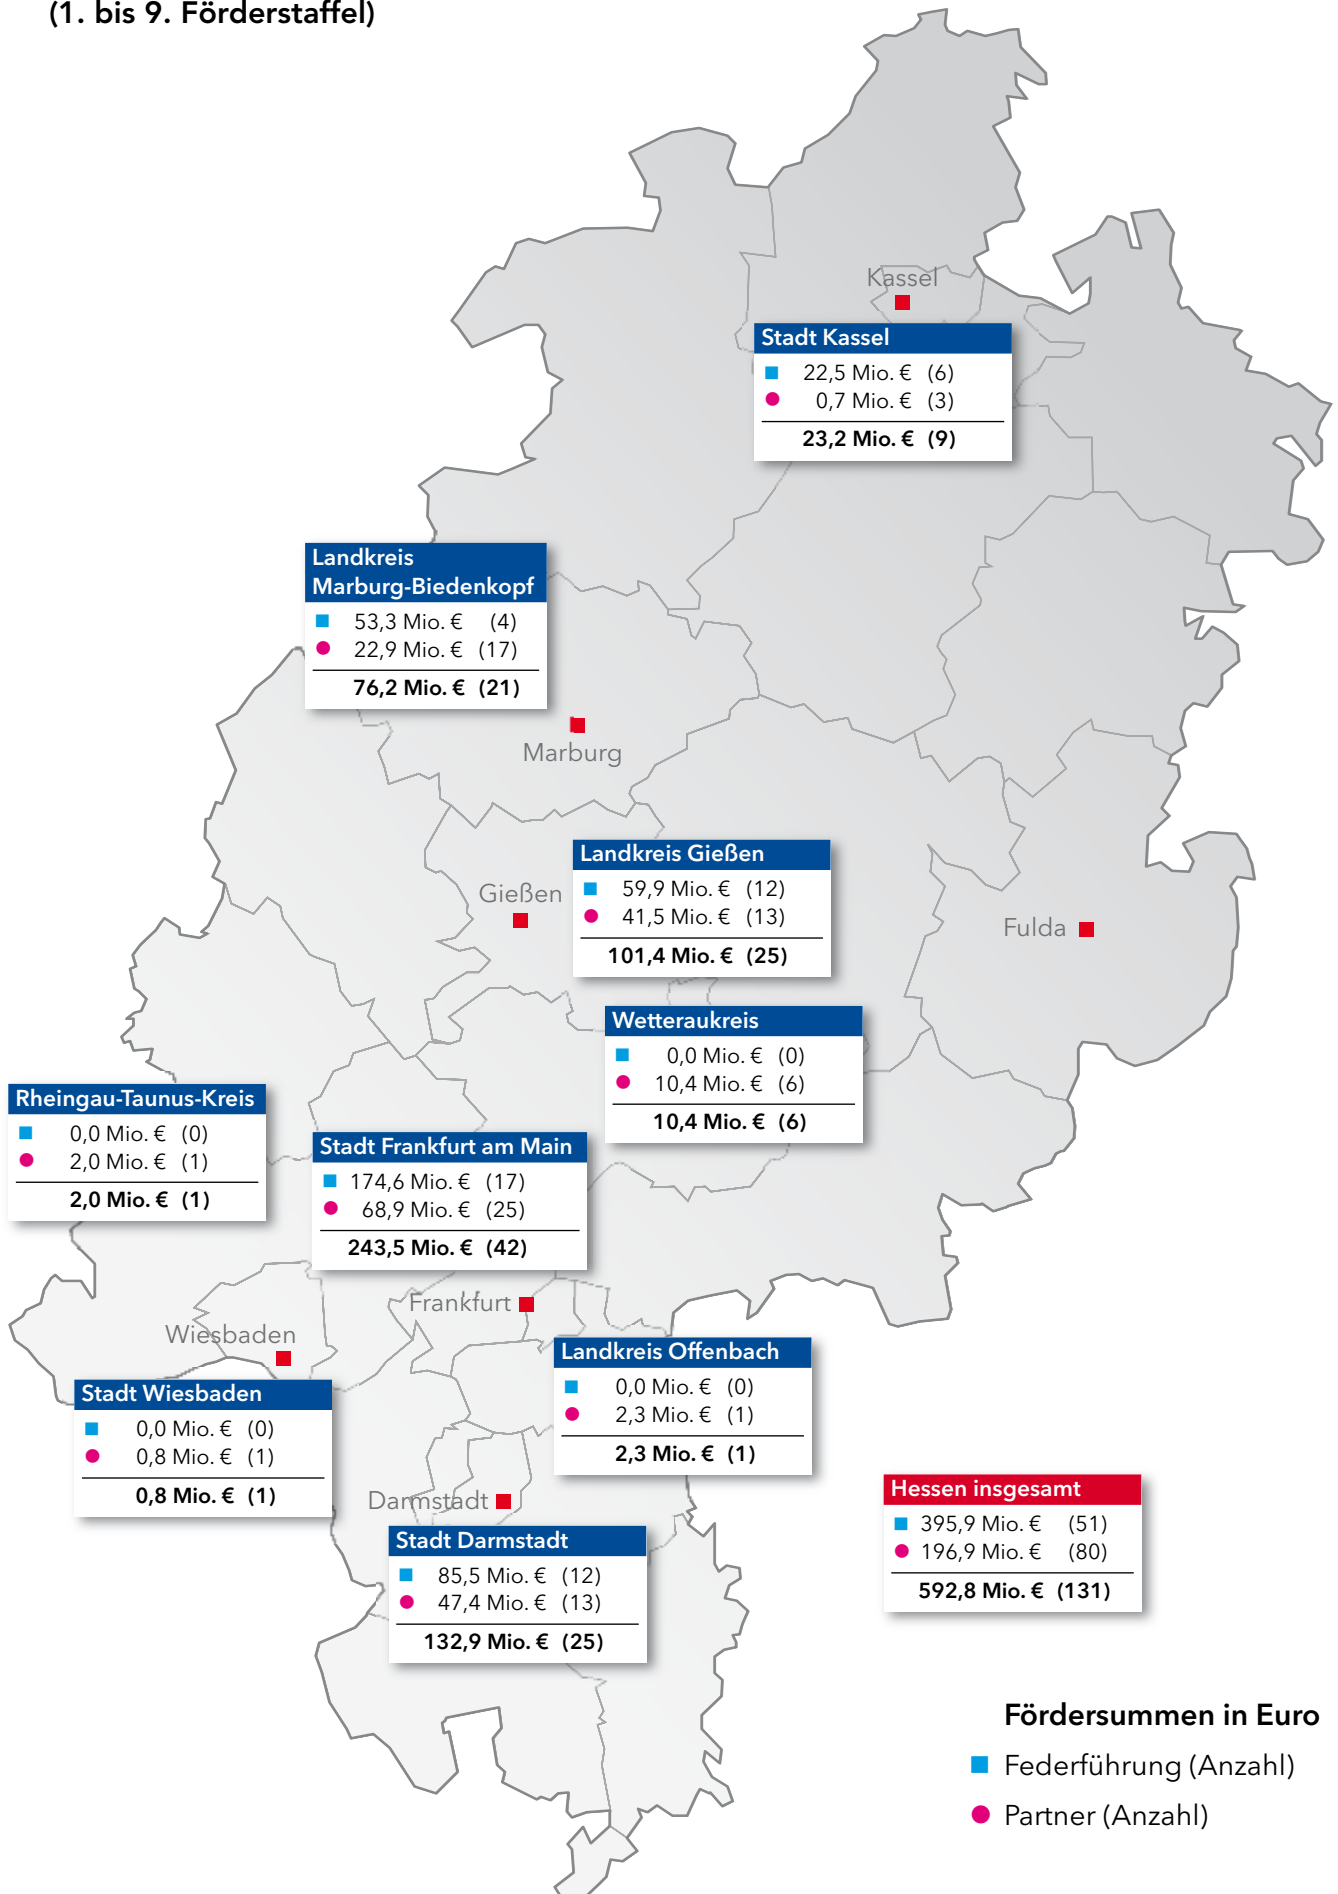 (1. bis 9. Förderstaffel)
Kassel
Stadt Kassel
22,5 Mio. € (6)
0,7 Mio. € (3)
23,2 Mio. € (9)
Landkreis
Marburg-Biedenkopf
53,3 Mio. € (4)
22,9 Mio. € (17)
76,2 Mio. € (21)
Marburg
Landkreis Gießen
59,9 Mio. € (12)
41,5 Mio. € (13)
101,4 Mio. € (25)
Gießen
Fulda
Wetteraukreis
0,0 Mio. € (0)
10,4 Mio. € (6)
10,4 Mio. € (6)
Rheingau-Taunus-Kreis
0,0 Mio. € (0)
2,0 Mio. € (1)
2,0 Mio. € (1)
Stadt Frankfurt am Main
174,6 Mio. € (17)
68,9 Mio. € (25)
243,5 Mio. € (42)
Frankfurt
Wiesbaden
Landkreis Offenbach
0,0 Mio. € (0)
2,3 Mio. € (1)
2,3 Mio. € (1)
Stadt Wiesbaden
0,0 Mio. € (0)
0,8 Mio. € (1)
0,8 Mio. € (1)
Darmstadt
Stadt Darmstadt
85,5 Mio. € (12)
47,4 Mio. € (13)
132,9 Mio. € (25)
Hessen insgesamt
395,9 Mio. € (51)
196,9 Mio. € (80)
592,8 Mio. € (131)
Fördersummen in Euro
Federführung (Anzahl)
Partner (Anzahl)